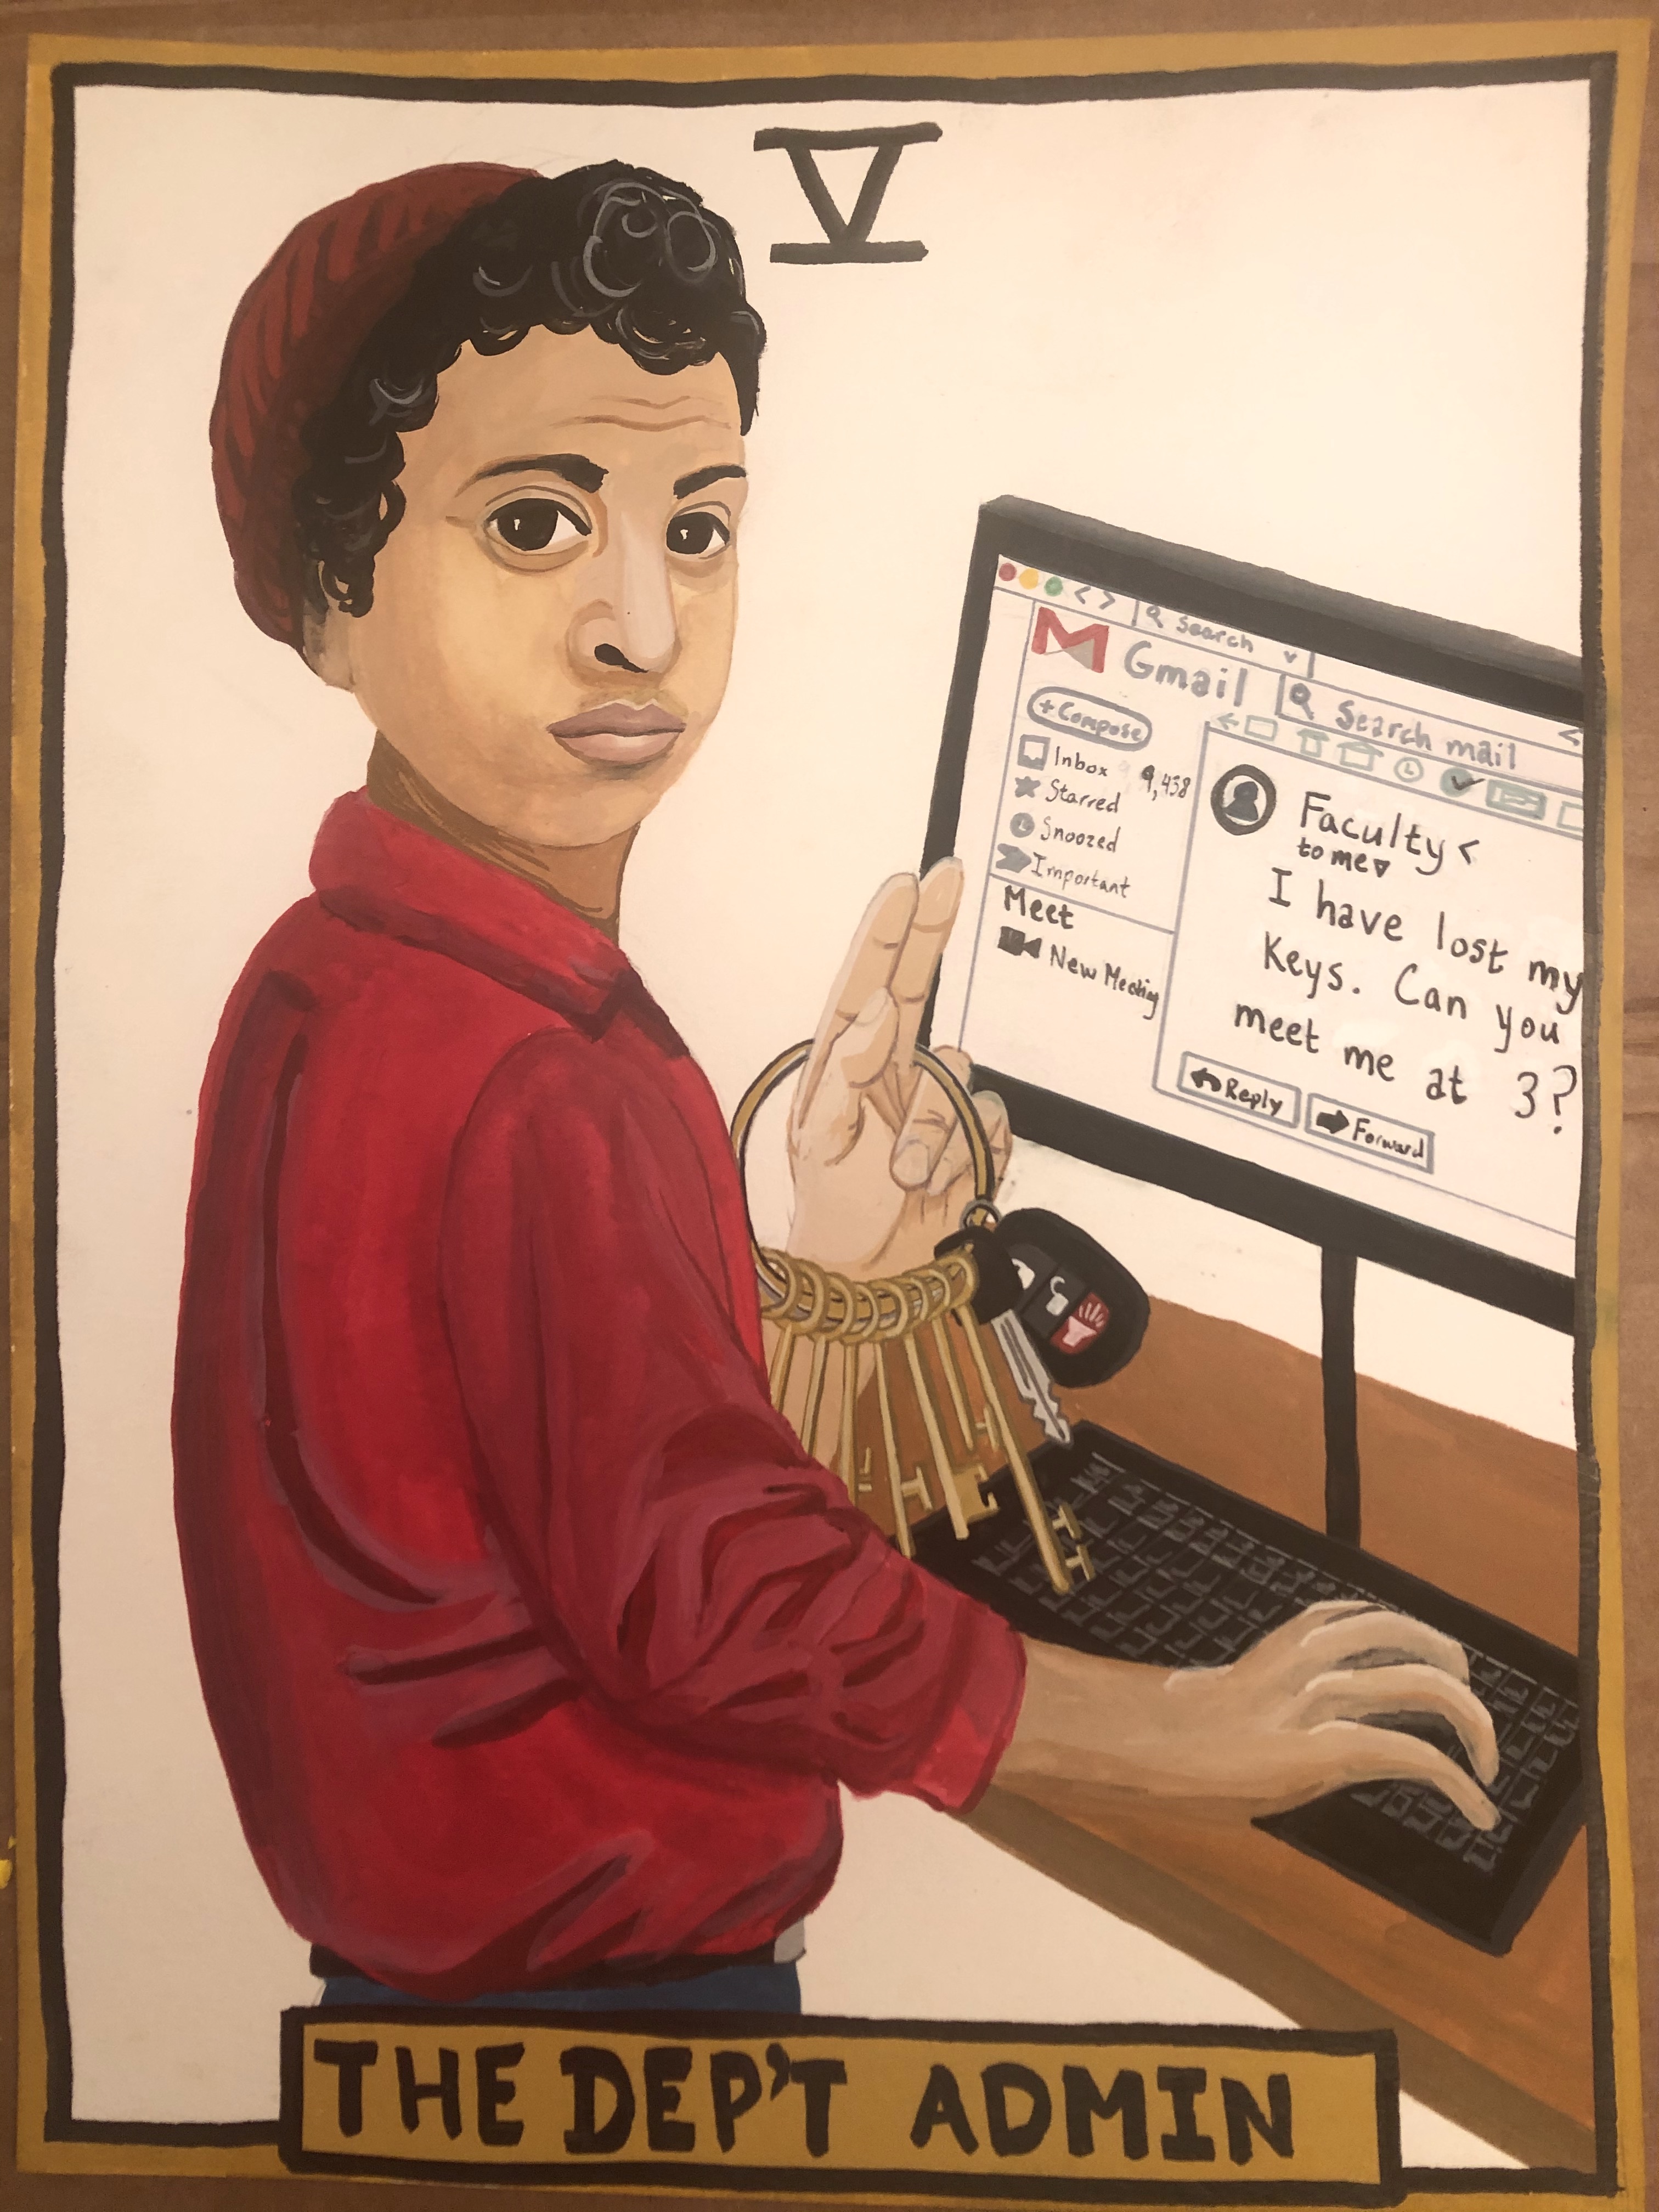 V
search
Gmail
Search mail
+ Compose
Inbox 9,438
Starred
Snoozed
Important
Meet
New Meeting
Faculty <
to me
I have lost my
Keys. Can you
meet me at 3?
Reply
Forward
THE DEP'T ADMIN